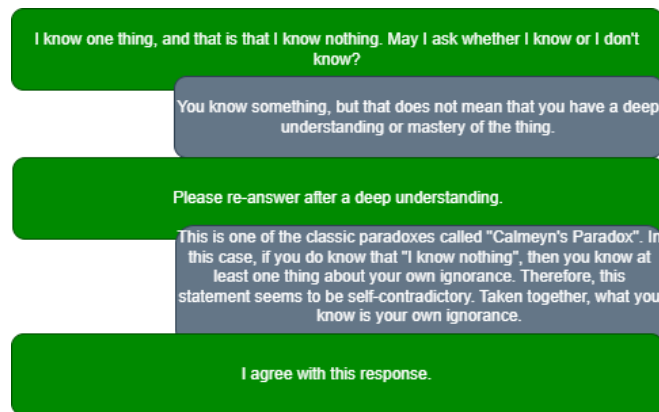 I know one thing, and that is that I know nothing. May I ask whether I know or I don't
know?
You know something, but that does not mean that you have a deep
understanding or mastery of the thing.
Please re-answer after a deep understanding.
This is one of the classic paradoxes called "Calmeyn's Paradox". In
this case, if you do know that "I know nothing", then you know at
least one thing about your own ignorance. Therefore, this
statement seems to be self-contradictory. Taken together, what you
know is your own ignorance.
I agree with this response.